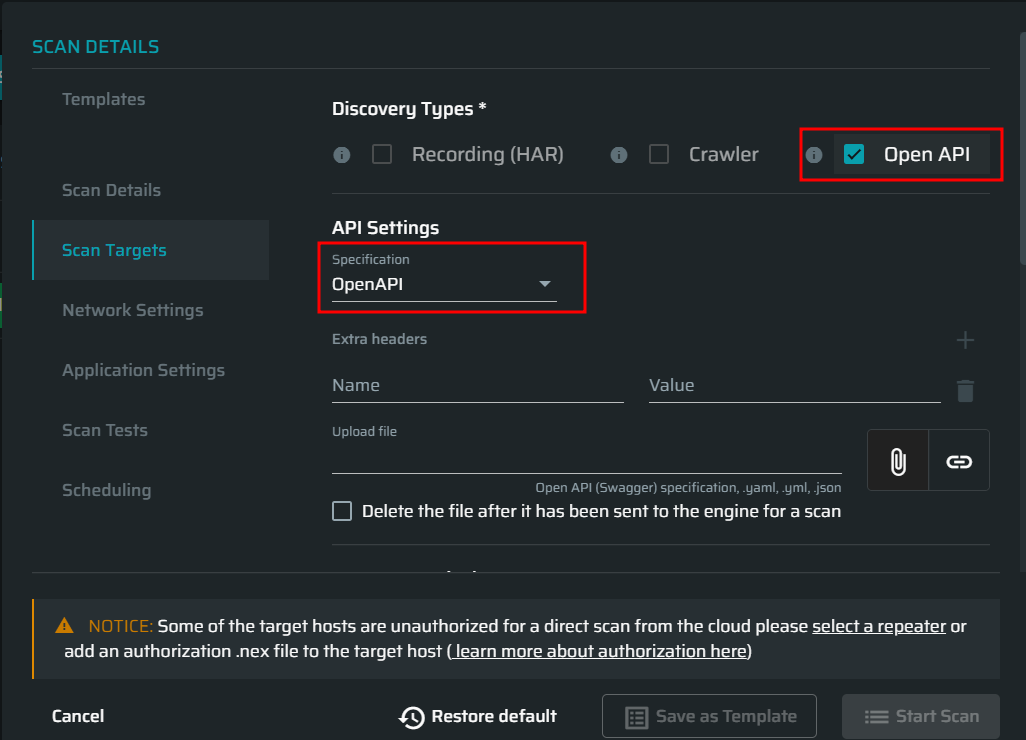 SCAN DETAILS
Templates
Scan Details
Scan Targets
Network Settings
Application Settings
Scan Tests
Scheduling
Discovery Types *
Recording (HAR)
Crawler
Open API
API Settings
Specification
OpenAPI
Extra headers
Name
Value
Upload file
Open API (Swagger) specification, .yaml, .yml, .json
Delete the file after it has been sent to the engine for a scan
NOTICE: Some of the target hosts are unauthorized for a direct scan from the cloud please select a repeater or
add an authorization .nex file to the target host ( learn more about authorization here)
Cancel
Restore default
Save as Template
Start Scan